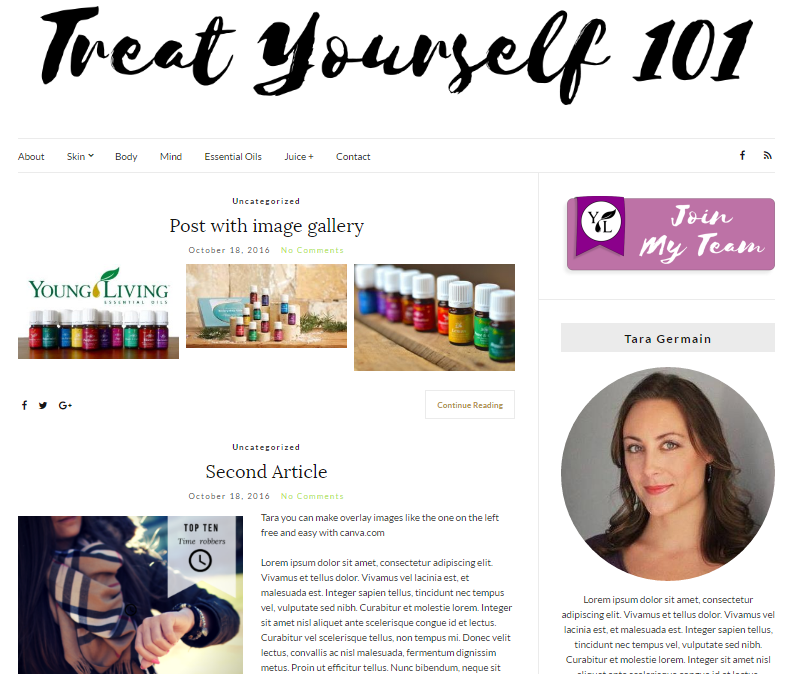 Treat Yourself 101
About Skin Body Mind Essential Oils Juice + Contact
Uncategorized
Post with image gallery
October 18, 2016 No Comments
YOUNG LIVING
ESSENTIAL OILS
Continue Reading
Uncategorized
Second Article
October 18, 2016 No Comments
TOP TEN
Time robbers
Tara you can make overlay images like the one on the left
free and easy with canva.com
Lorem ipsum dolor sit amet, consectetur adipiscing elit.
Vivamus et tellus dolor. Vivamus vel lacinia est, et
malesuada est. Integer sapien tellus, tincidunt nec tempus
vel, vulputate sed nibh. Curabitur et molestie lorem. Integer
sit amet nisl aliquet ante scelerisque congue id et lectus.
Curabitur vel scelerisque tellus, non tempus mi. Donec velit
lectus, convallis ac nisl malesuada, fermentum dignissim
metus. Proin ut efficitur tellus. Nunc bibendum, neque sit
YL
Join
My Team
Tara Germain
Lorem ipsum dolor sit amet, consectetur
adipiscing elit. Vivamus et tellus dolor. Vivamus vel
lacinia est, et malesuada est. Integer sapien tellus,
tincidunt nec tempus vel, vulputate sed nibh.
Curabitur et molestie lorem. Integer sit amet nisl
aliquet ante scelerisque congue id et lectus.